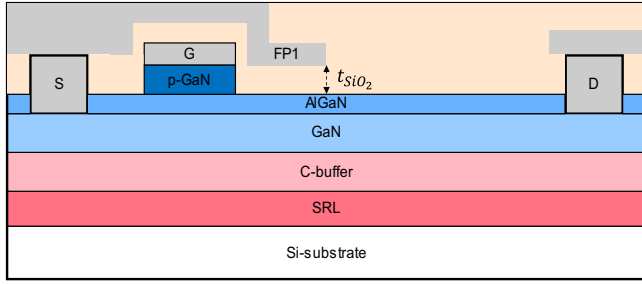 G
FP1
S
p-GaN
t_{SiO_2}
D
AlGaN
GaN
C-buffer
SRL
Si-substrate